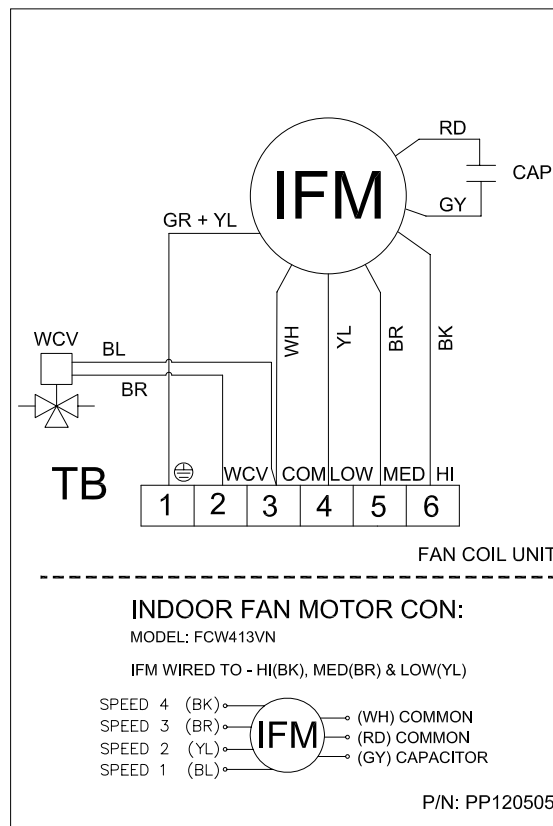 RD
CAP
IFM
GY
GR + YL
WH
YL
BR
BK
WCV
BL
BR
TB
WCV COM LOW MED HI
1 2 3 4 5 6
FAN COIL UNIT
INDOOR FAN MOTOR CON:
MODEL: FCW413VN
IFM WIRED TO - HI(BK), MED(BR) & LOW(YL)
SPEED 4 (BK)
SPEED 3 (BR)
SPEED 2 (YL)
SPEED 1 (BL)
IFM
(WH) COMMON
(RD) COMMON
(GY) CAPACITOR
P/N: PP120505